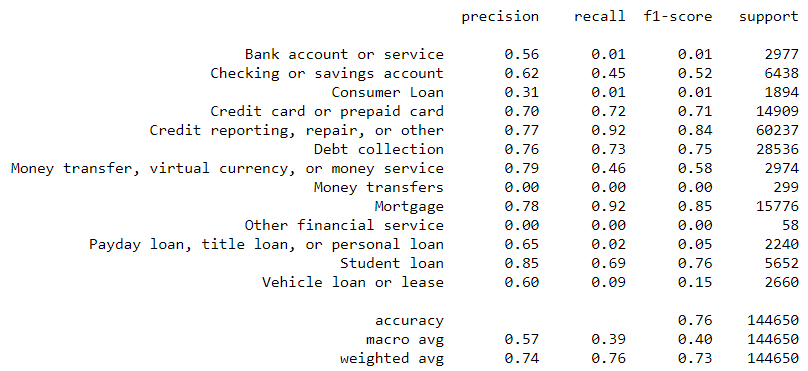 precision recall f1-score support
Bank account or service 0.56 0.01 0.01 2977
Checking or savings account 0.62 0.45 0.52 6438
Consumer Loan 0.31 0.01 0.01 1894
Credit card or prepaid card 0.70 0.72 0.71 14909
Credit reporting, repair, or other 0.77 0.92 0.84 60237
Debt collection 0.76 0.73 0.75 28536
Money transfer, virtual currency, or money service 0.79 0.46 0.58 2974
Money transfers 0.00 0.00 0.00 299
Mortgage 0.78 0.92 0.85 15776
Other financial service 0.00 0.00 0.00 58
Payday loan, title loan, or personal loan 0.65 0.02 0.05 2240
Student loan 0.85 0.69 0.76 5652
Vehicle loan or lease 0.60 0.09 0.15 2660
accuracy 0.76 144650
macro avg 0.57 0.39 0.40 144650
weighted avg 0.74 0.76 0.73 144650